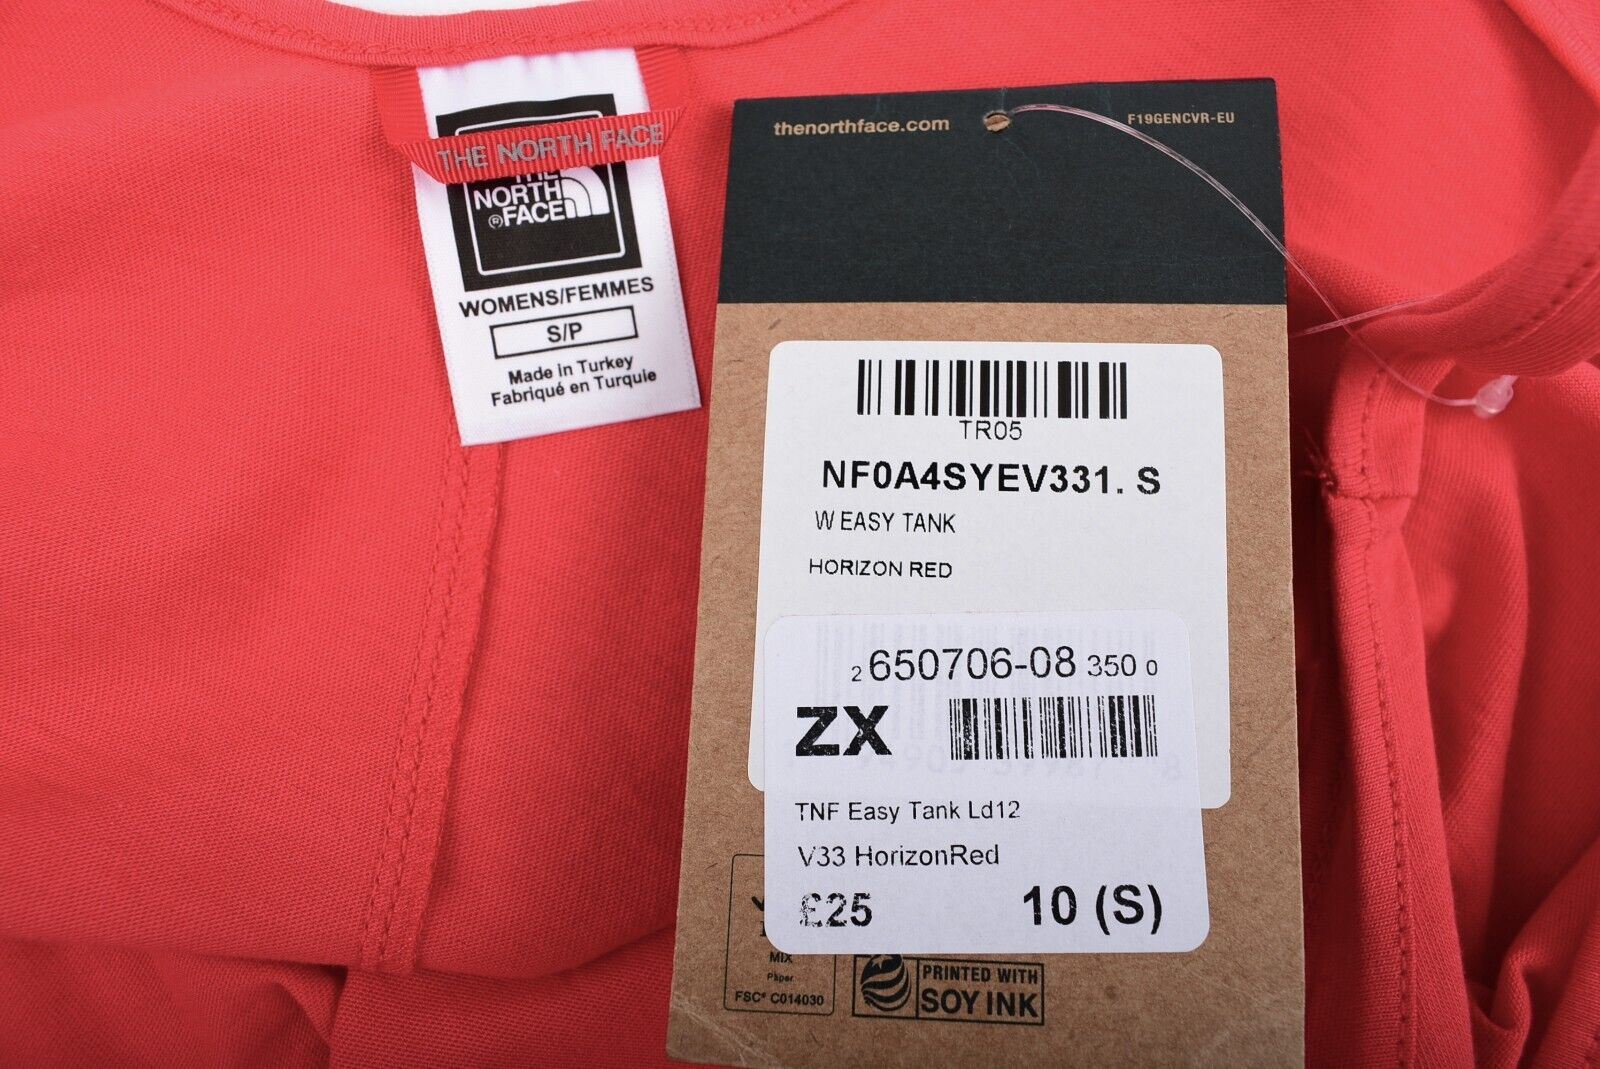 THE NORTH FACE
THE
NORTH
®FACE
WOMENS/FEMMES
S/P
Made in Turkey
Fabriqué en Turquie
thenorthface.com
F19GENCVR-EU
TR05
NF0A4SYEV331. S
W EASY TANK
HORIZON RED
2 650706-08 350 0
ZX
TNF Easy Tank Ld12
V33 HorizonRed
£25 10 (S)
MIX
Paper
FSC® C014030
PRINTED WITH
SOY INK